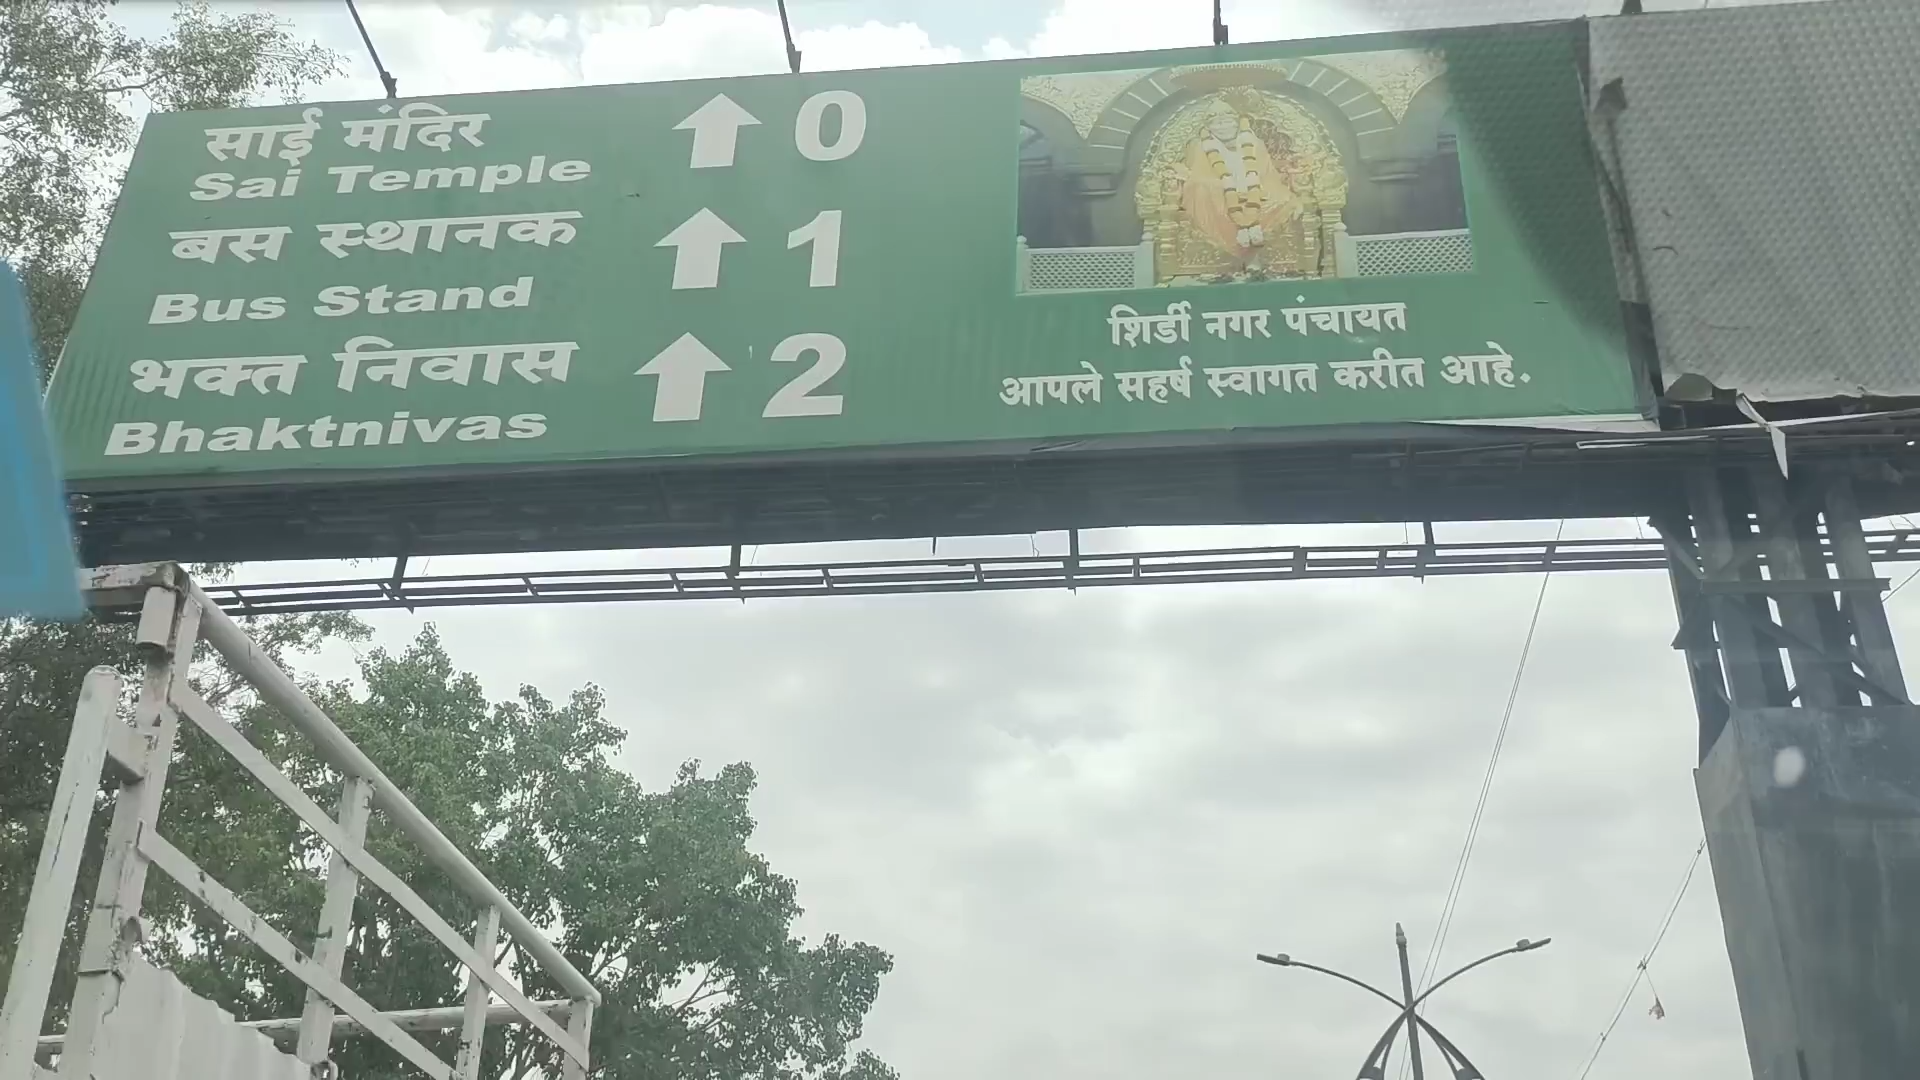 साई मंदिर ⬆ 0
Sai Temple
बस स्थानक ⬆ 1
Bus Stand
भक्त निवास ⬆ 2
Bhaktnivas
शिर्डी नगर पंचायत
आपले सहर्ष स्वागत करीत आहे.